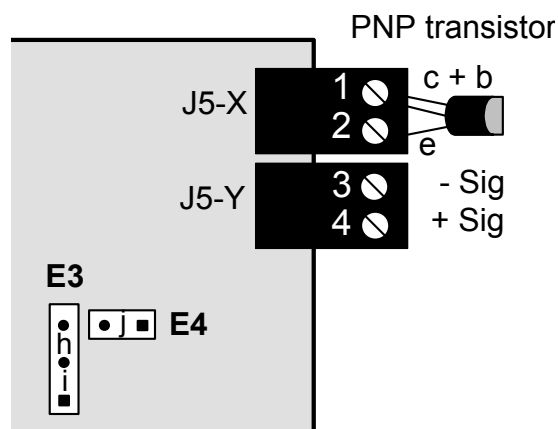 PNP transistor
c + b
J5-X
1
2
e
J5-Y
3
- Sig
4
+ Sig
E3
h
j
E4
i